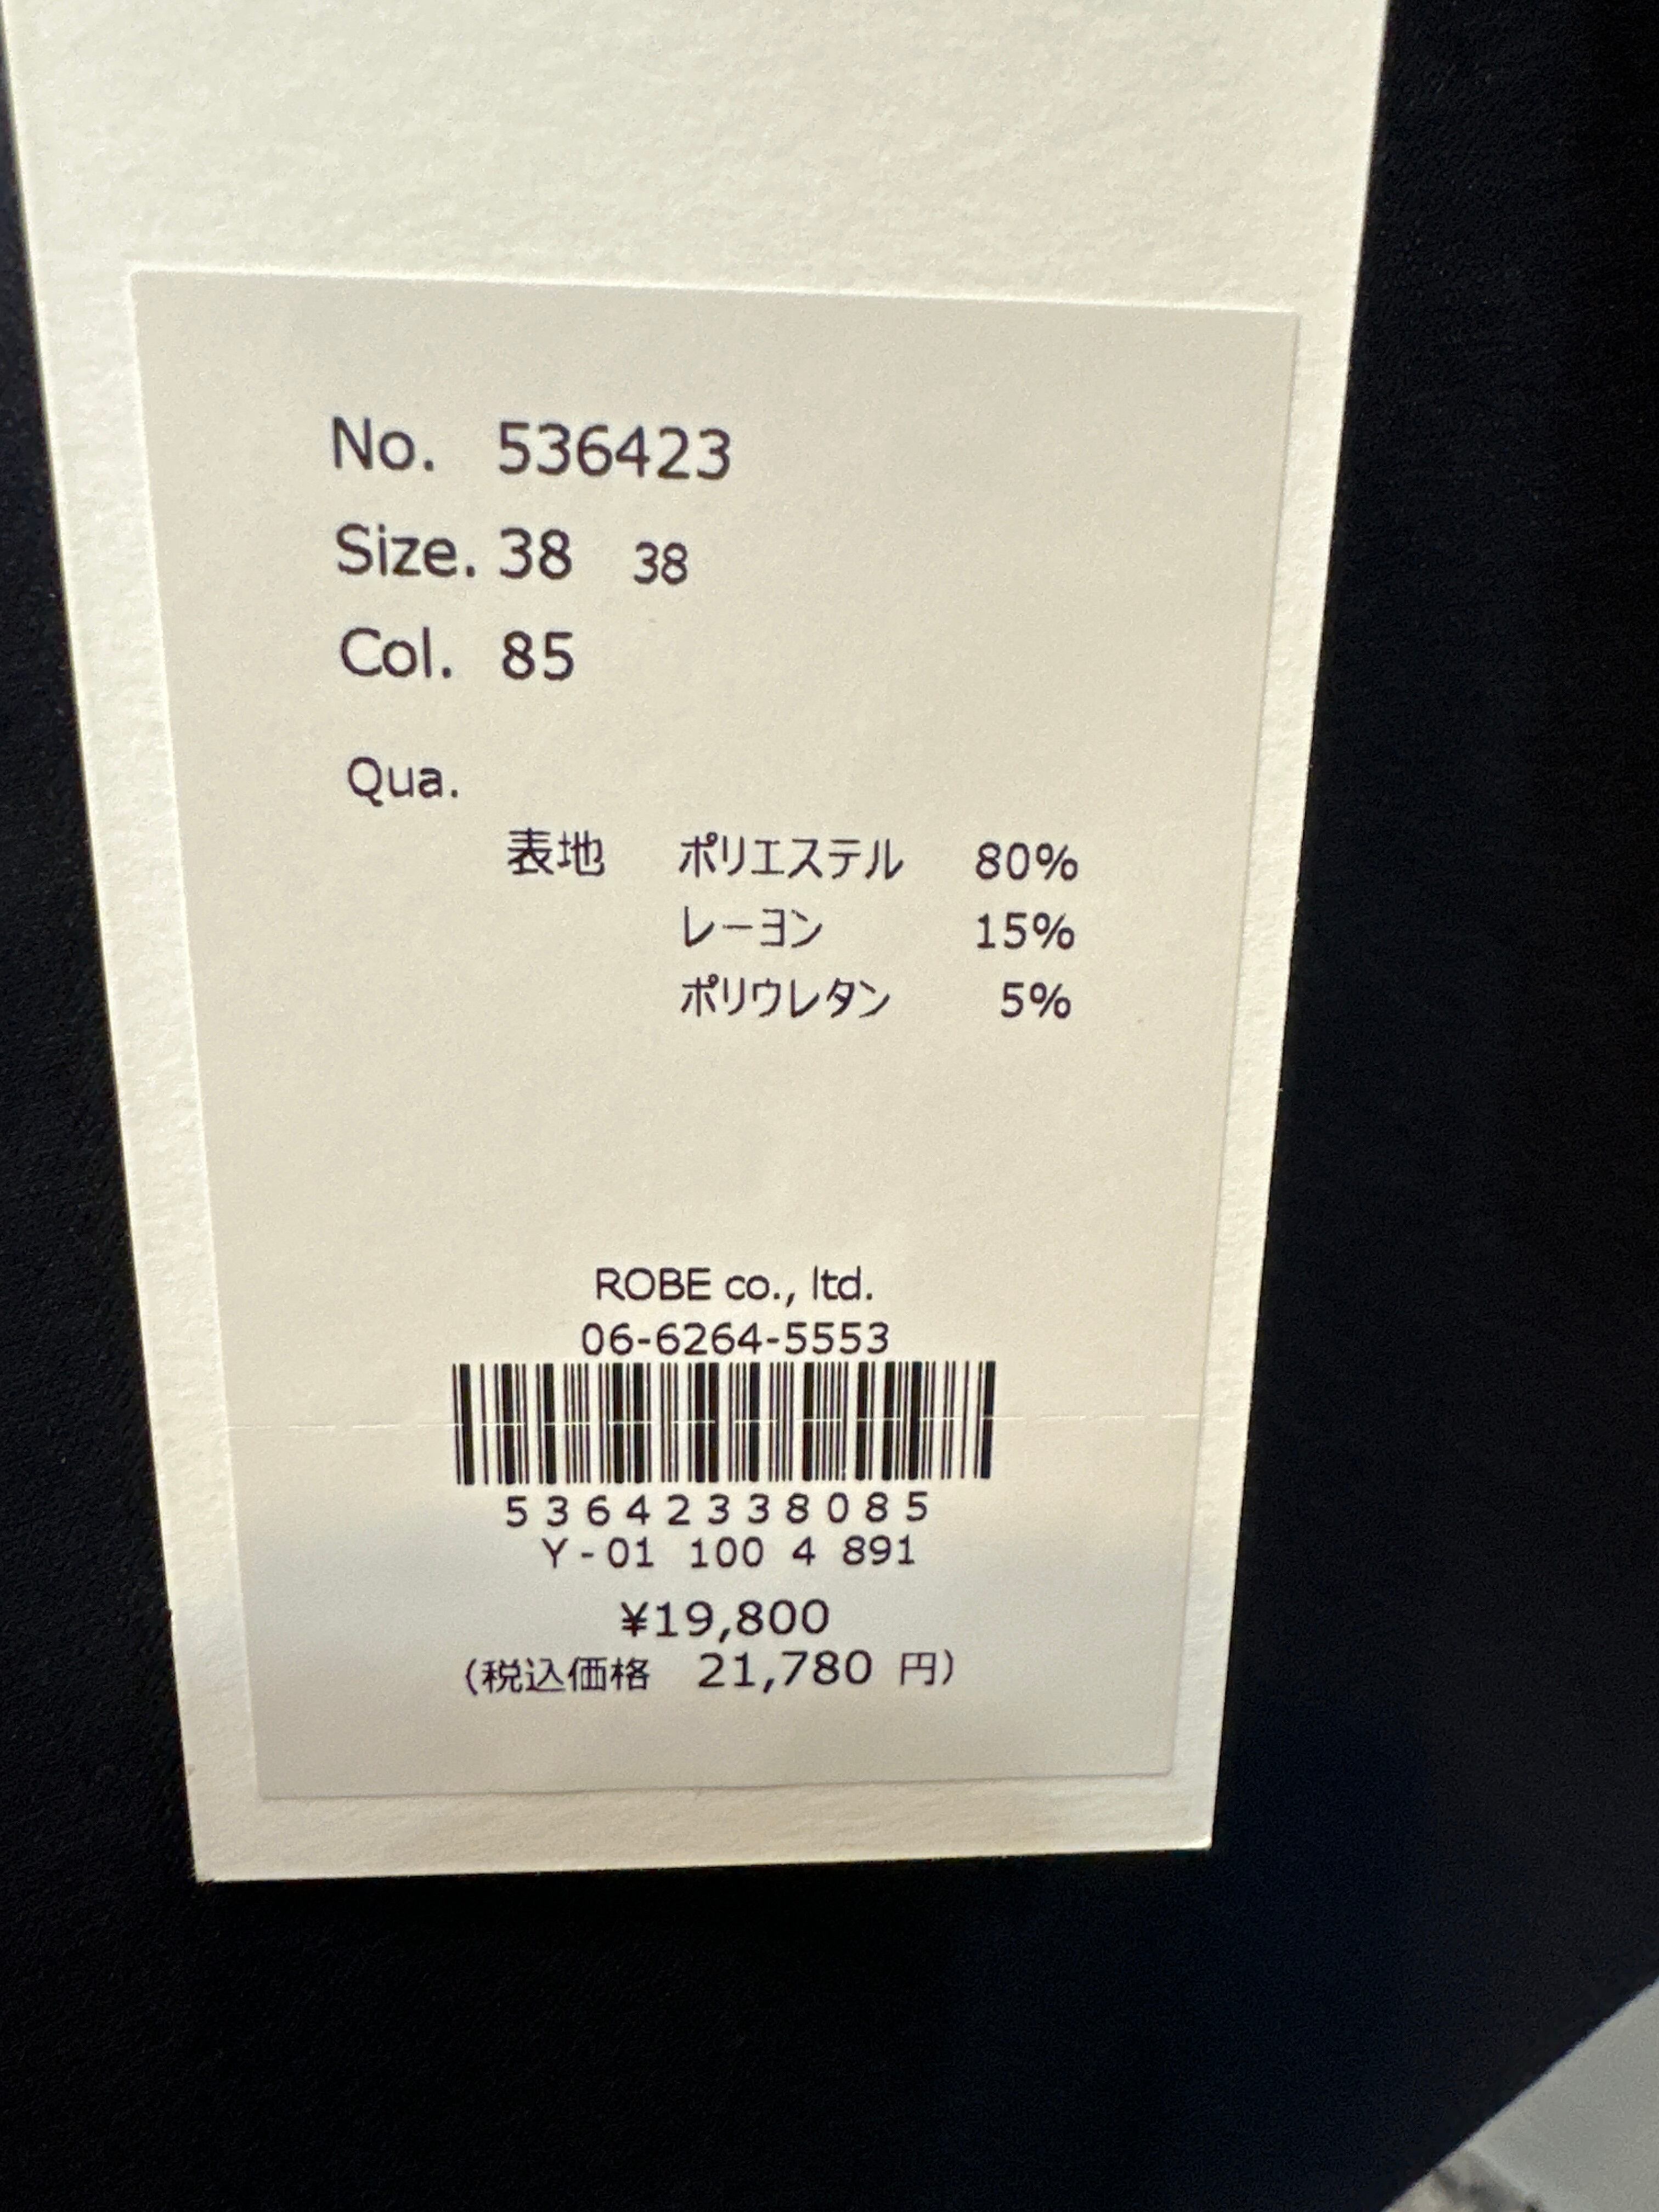 No. 536423
Size. 38 38
Col. 85
Qua.
表地 ポリエステル 80%
レーヨン 15%
ポリウレタン 5%
ROBE co., ltd.
06-6264-5553
53642338085
Y-01 100 4 891
¥19,800
(税込価格 21,780 円)